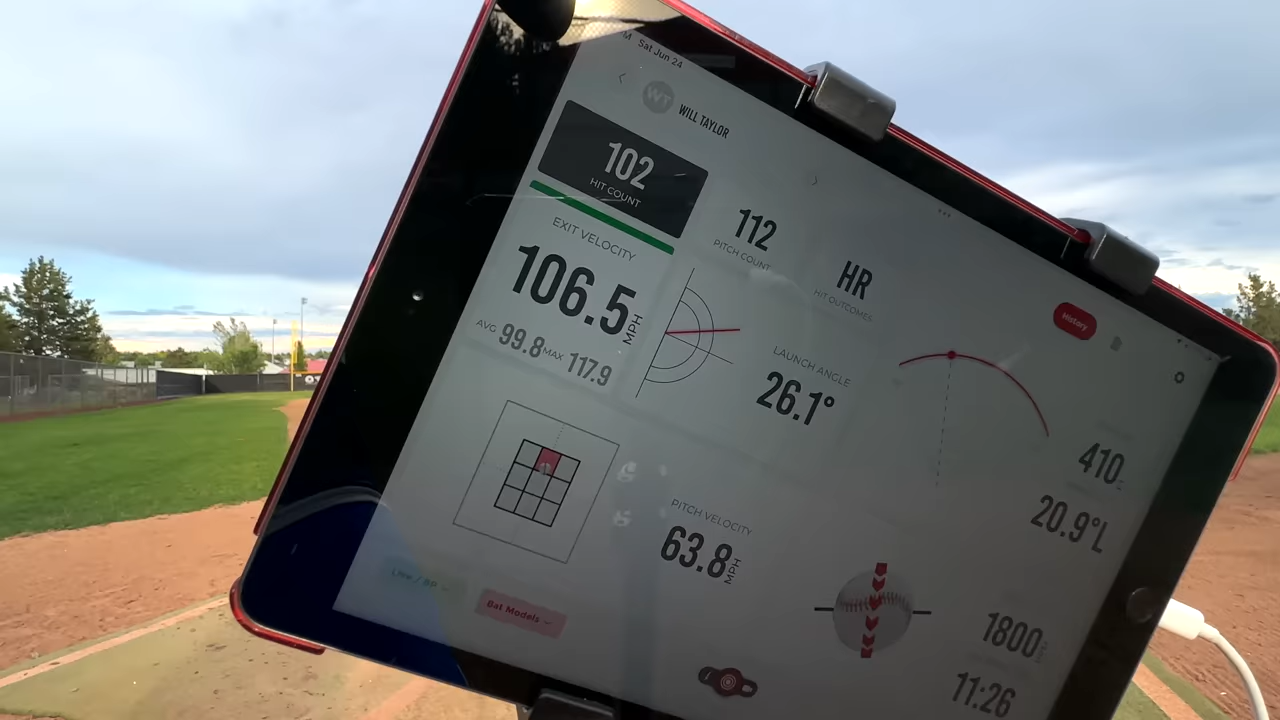 Sat Jun 24
WT
WILL TAYLOR
102
HIT COUNT
112
PITCH COUNT
HR
HIT OUTCOMES
History
EXIT VELOCITY
106.5 MPH
AVG 99.8 MAX 117.9
LAUNCH ANGLE
26.1°
410
20.9°L
PITCH VELOCITY
63.8 MPH
1800
11:26
Live / BP
Bat Models